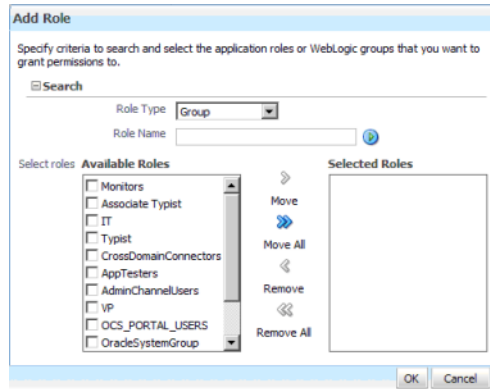 Add Role
Specify criteria to search and select the application roles or WebLogic groups that you want to
grant permissions to.
Search
Role Type Group
Role Name
Select roles Available Roles
Monitors
Associate Typist
IT
Typist
CrossDomainConnectors
AppTesters
AdminChannelUsers
VP
OCS_PORTAL_USERS
OracleSystemGroup
Move
Move All
Remove
Remove All
Selected Roles
OK Cancel